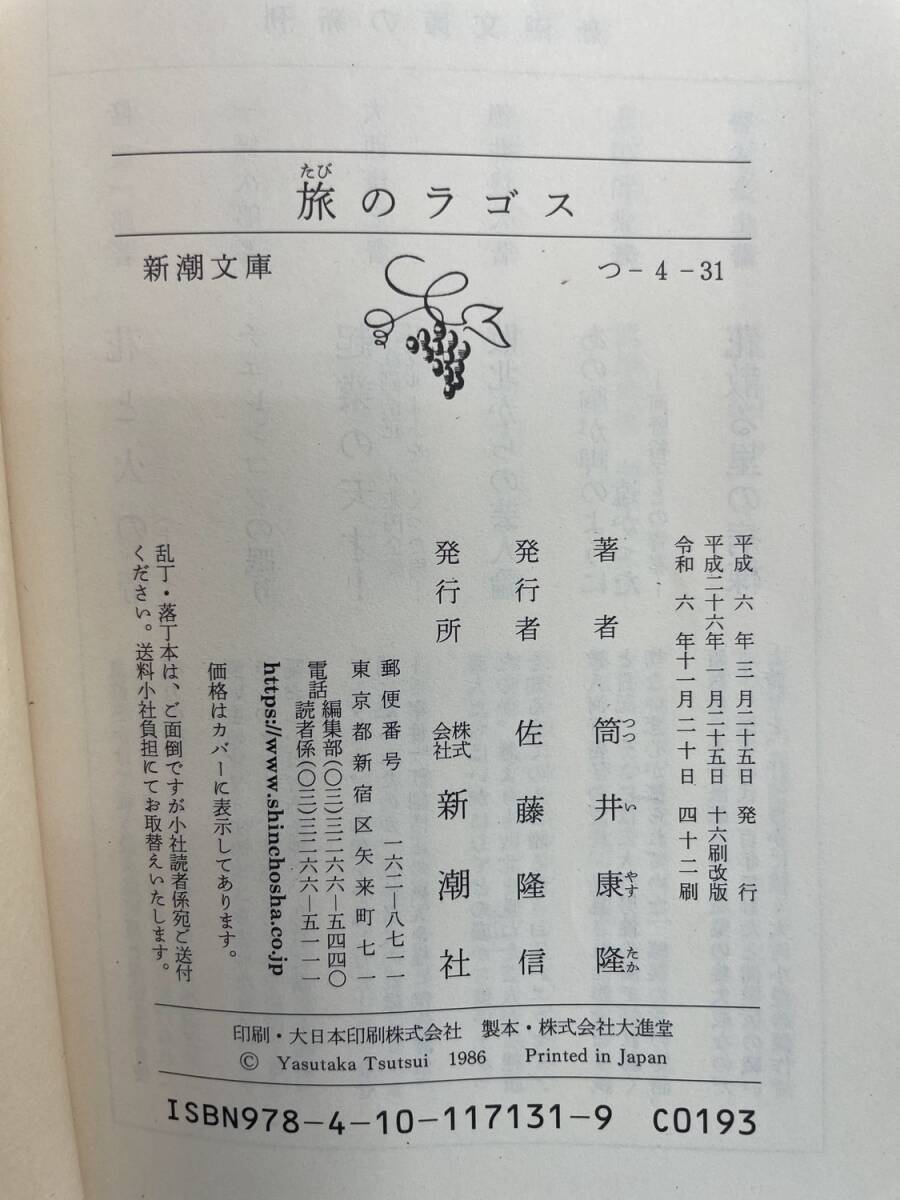 たび
旅のラゴス
新潮文庫
つ-4-31
平成六年三月二十五日発行
平成二十六年一月二十五日十六刷改版
令和六年十一月二十日四十二刷
著者 筒井康隆
つつ い やす たか
発行者 佐藤隆信
発行所 株式会社 新潮社
郵便番号 一六二―八七一一
東京都新宿区矢来町七一
電話 編集部(〇三)三二六六―五四四〇
読者係(〇三)三二六六―五一一一
https://www.shinchosha.co.jp
価格はカバーに表示してあります。
乱丁・落丁本は、ご面倒ですが小社読者係宛ご送付
ください。送料小社負担にてお取替えいたします。
印刷・大日本印刷株式会社 製本・株式会社大進堂
© Yasutaka Tsutsui 1986 Printed in Japan
ISBN978-4-10-117131-9 C0193